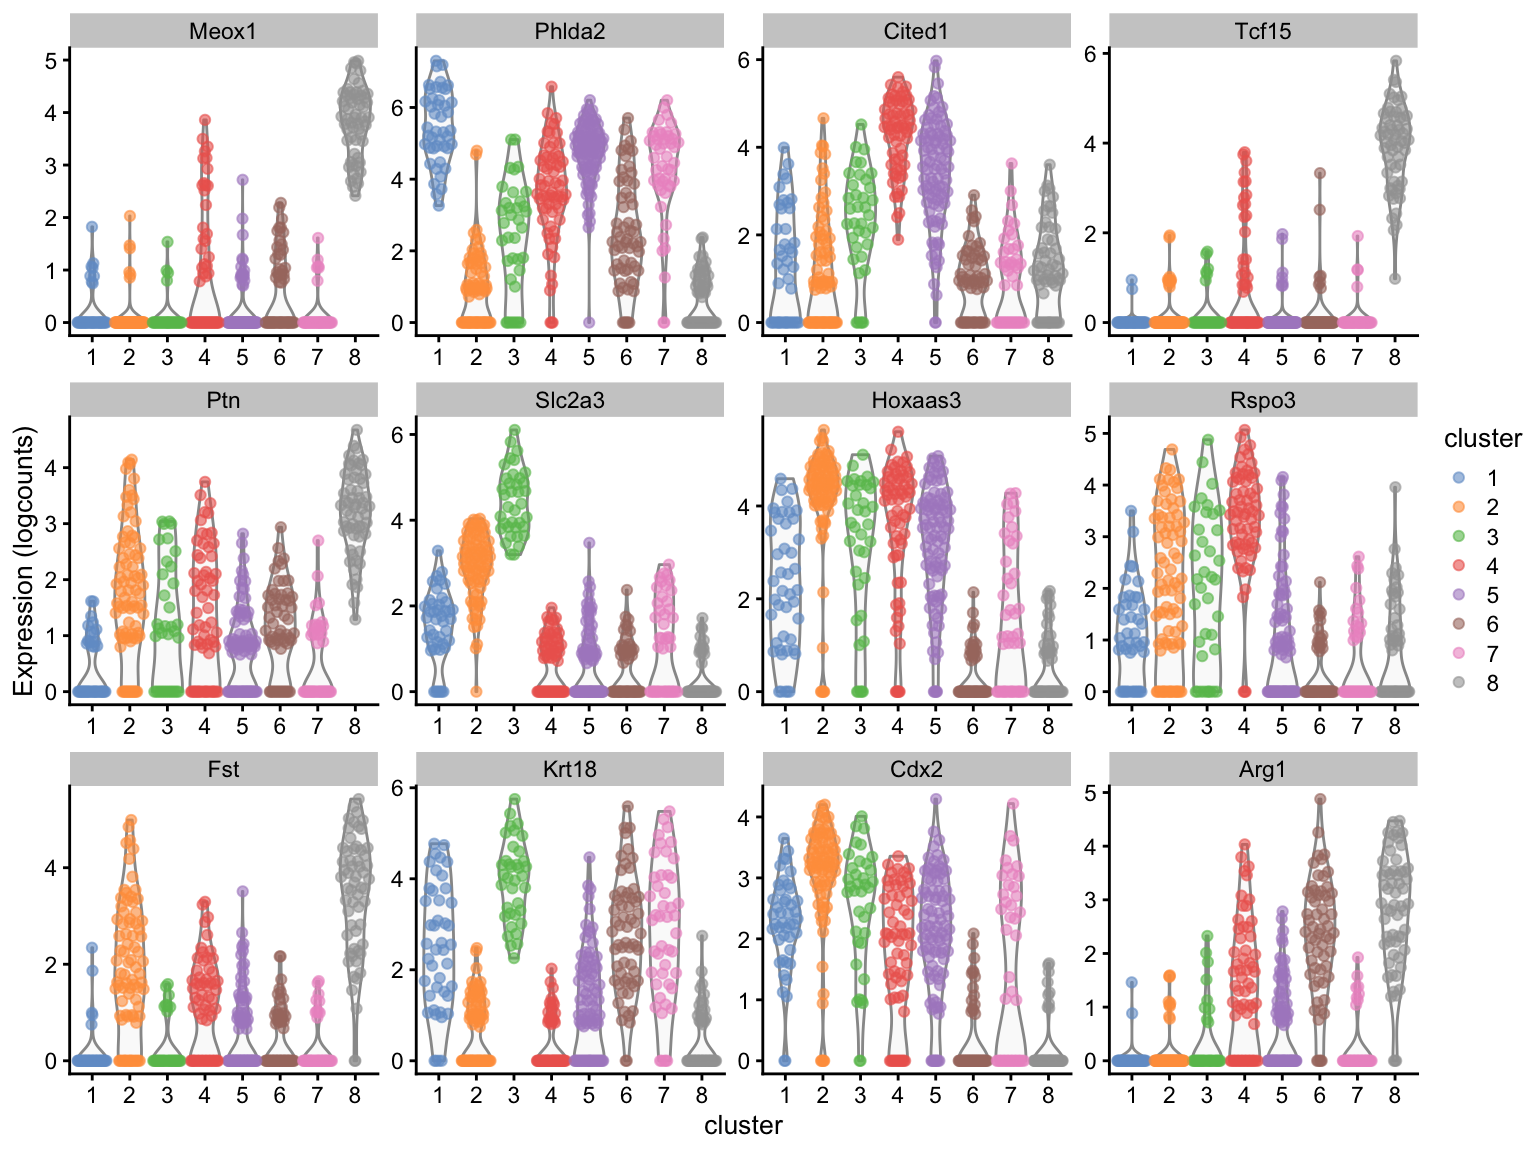 Meox1 Phlda2 Cited1 Tcf15
5 4 3 2 1 0
6 4 2 0
6 4 2 0
6 4 2 0
1 2 3 4 5 6 7 8
1 2 3 4 5 6 7 8
1 2 3 4 5 6 7 8
1 2 3 4 5 6 7 8
Ptn Slc2a3 Hoxaas3 Rspo3
4 3 2 1 0
6 4 2 0
4 2 0
5 4 3 2 1 0
1 2 3 4 5 6 7 8
1 2 3 4 5 6 7 8
1 2 3 4 5 6 7 8
1 2 3 4 5 6 7 8
Fst Krt18 Cdx2 Arg1
4 2 0
6 4 2 0
4 3 2 1 0
5 4 3 2 1 0
1 2 3 4 5 6 7 8
1 2 3 4 5 6 7 8
1 2 3 4 5 6 7 8
1 2 3 4 5 6 7 8
Expression (logcounts)
cluster
cluster
1
2
3
4
5
6
7
8